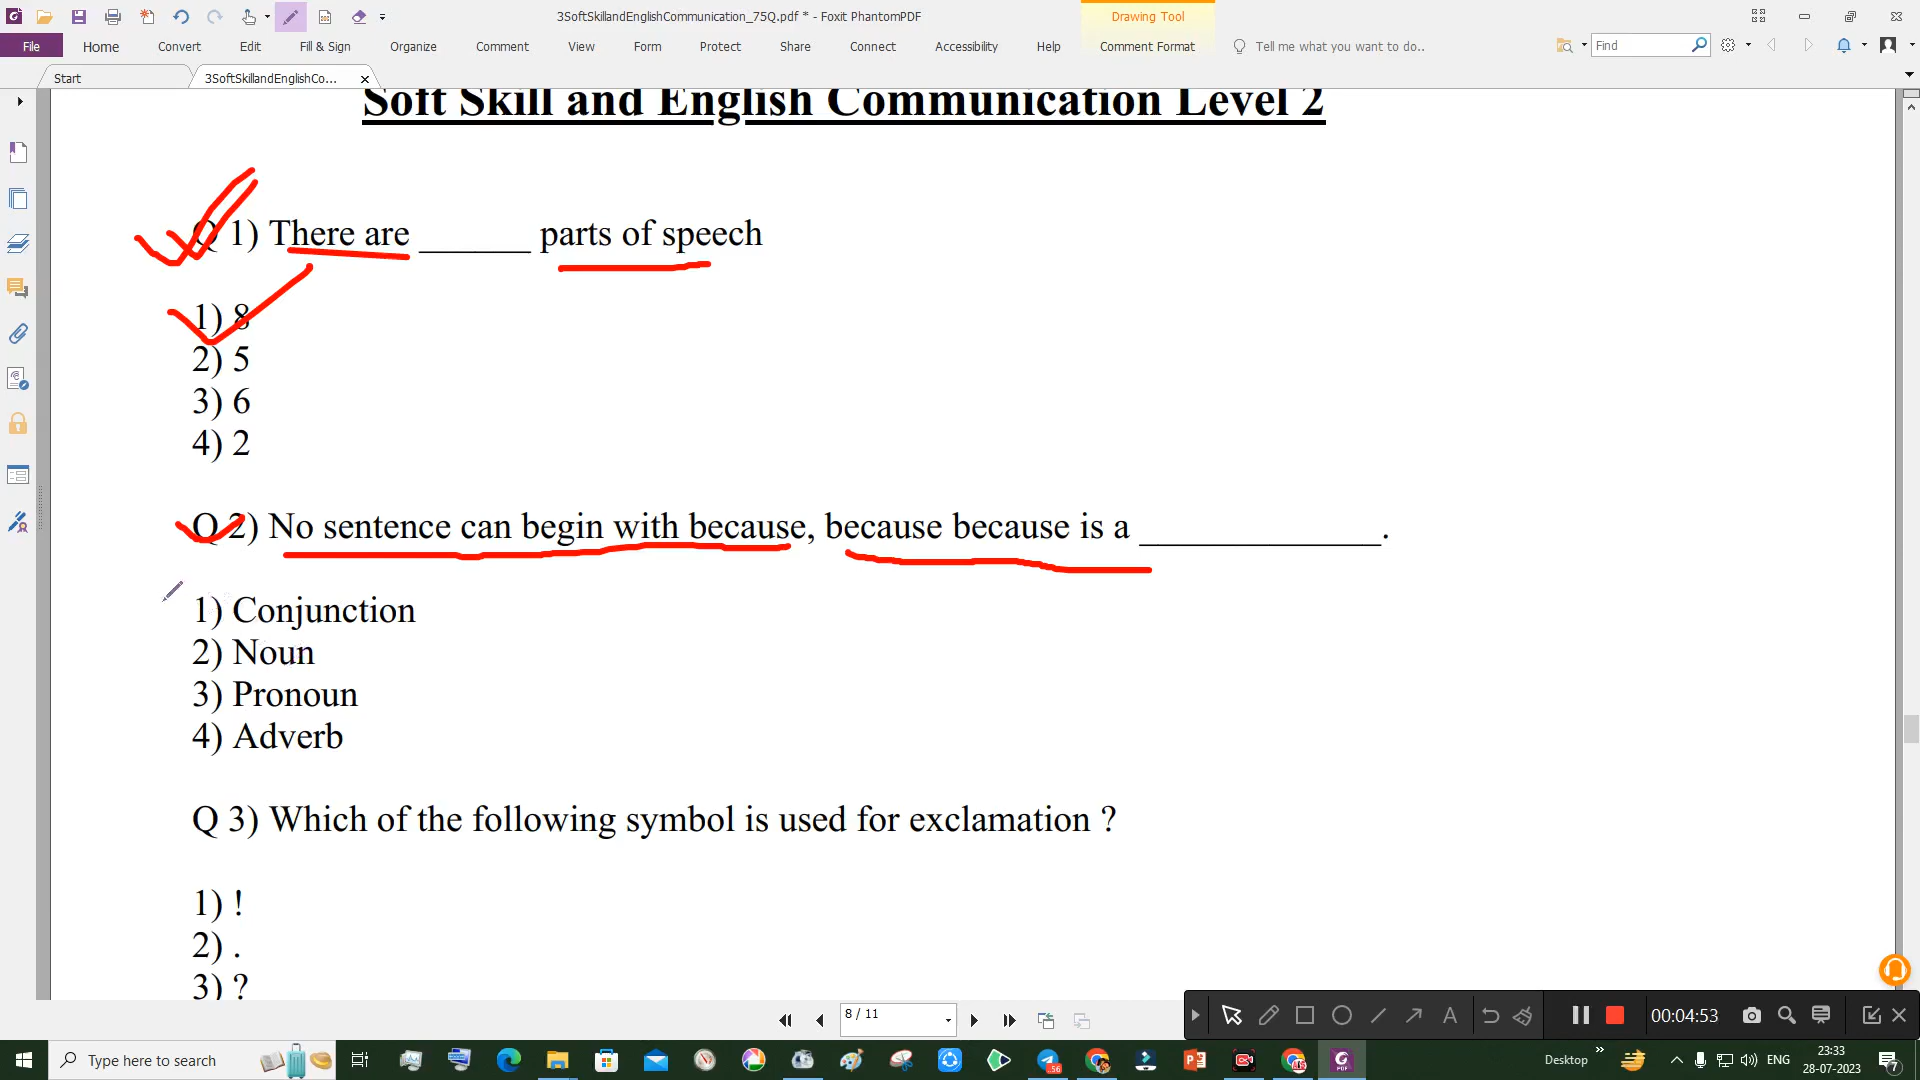 3SoftSkillandEnglishCommunication_75Q.pdf * - Foxit PhantomPDF
Drawing Tool
File Home Convert Edit Fill & Sign Organize Comment View Form Protect Share Connect Accessibility Help Comment Format Tell me what you want to do.. Find
Start 3SoftSkillandEnglishCo...
Soft Skill and English Communication Level 2
Q 1) There are ______ parts of speech
1) 8
2) 5
3) 6
4) 2
Q 2) No sentence can begin with because, because because is a _____________.
1) Conjunction
2) Noun
3) Pronoun
4) Adverb
Q 3) Which of the following symbol is used for exclamation ?
1) !
2) .
3) ?
8 / 11
00:04:53
Type here to search
Desktop
ENG
23:33
28-07-2023